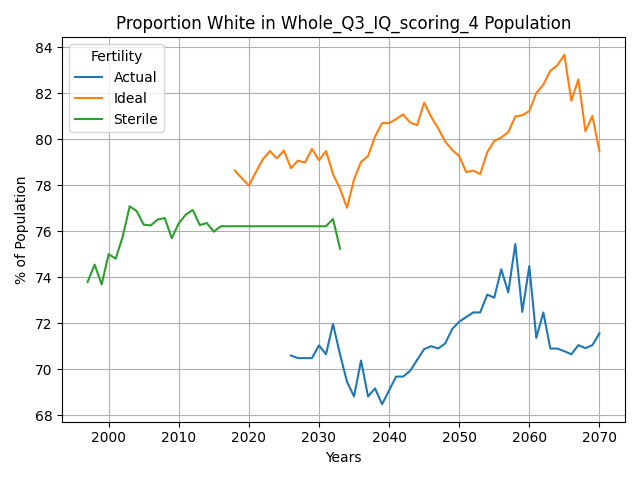 Proportion White in Whole_Q3_IQ_scoring_4 Population
Fertility
Actual
Ideal
Sterile
84
82
80
78
76
74
72
70
68
% of Population
2000 2010 2020 2030 2040 2050 2060 2070
Years